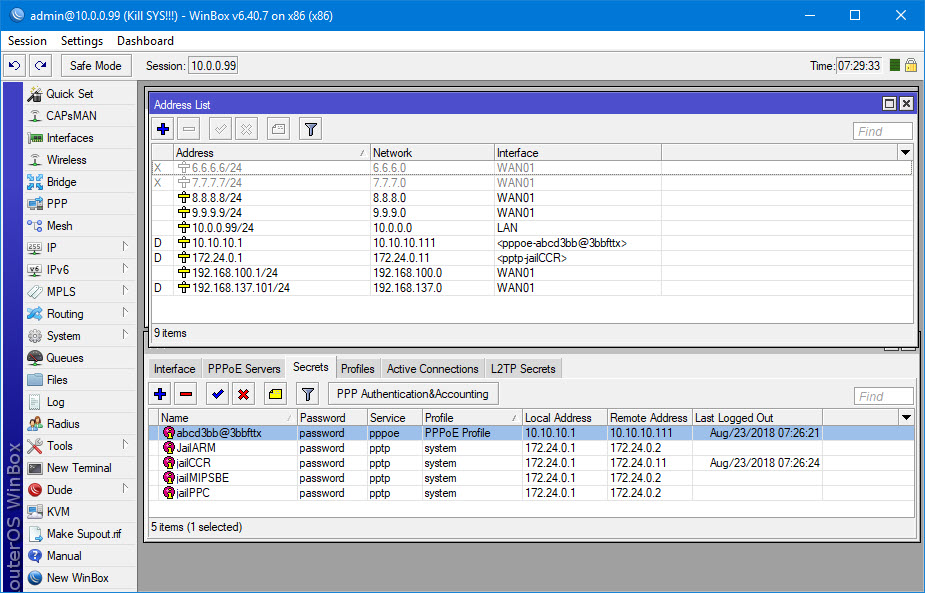 admin@10.0.0.99 (Kill SYS!!!) - WinBox v6.40.7 on x86 (x86)
Session Settings Dashboard
Safe Mode Session: 10.0.0.99 Time: 07:29:33
Quick Set
CAPsMAN
Interfaces
Wireless
Bridge
PPP
Mesh
IP
IPv6
MPLS
Routing
System
Queues
Files
Log
Radius
Tools
New Terminal
Dude
KVM
Make Supout.rif
Manual
New WinBox
outerOS WinBox
Address List
Find
Address Network Interface
X 6.6.6.6/24 6.6.6.0 WAN01
X 7.7.7.7/24 7.7.7.0 WAN01
8.8.8.8/24 8.8.8.0 WAN01
9.9.9.9/24 9.9.9.0 WAN01
10.0.0.99/24 10.0.0.0 LAN
D 10.10.10.1 10.10.10.111 <pppoe-abcd3bb@3bbfttx>
D 172.24.0.1 172.24.0.11 <pptp-jailCCR>
192.168.100.1/24 192.168.100.0 WAN01
D 192.168.137.101/24 192.168.137.0 WAN01
9 items
Interface PPPoE Servers Secrets Profiles Active Connections L2TP Secrets
PPP Authentication&Accounting Find
Name Password Service Profile Local Address Remote Address Last Logged Out
abcd3bb@3bbfttx password pppoe PPPoE Profile 10.10.10.1 10.10.10.111 Aug/23/2018 07:26:21
JailARM password pptp system 172.24.0.1 172.24.0.2
jailCCR password pptp system 172.24.0.1 172.24.0.11 Aug/23/2018 07:26:24
jailMIPSBE password pptp system 172.24.0.1 172.24.0.2
jailPPC password pptp system 172.24.0.1 172.24.0.2
5 items (1 selected)